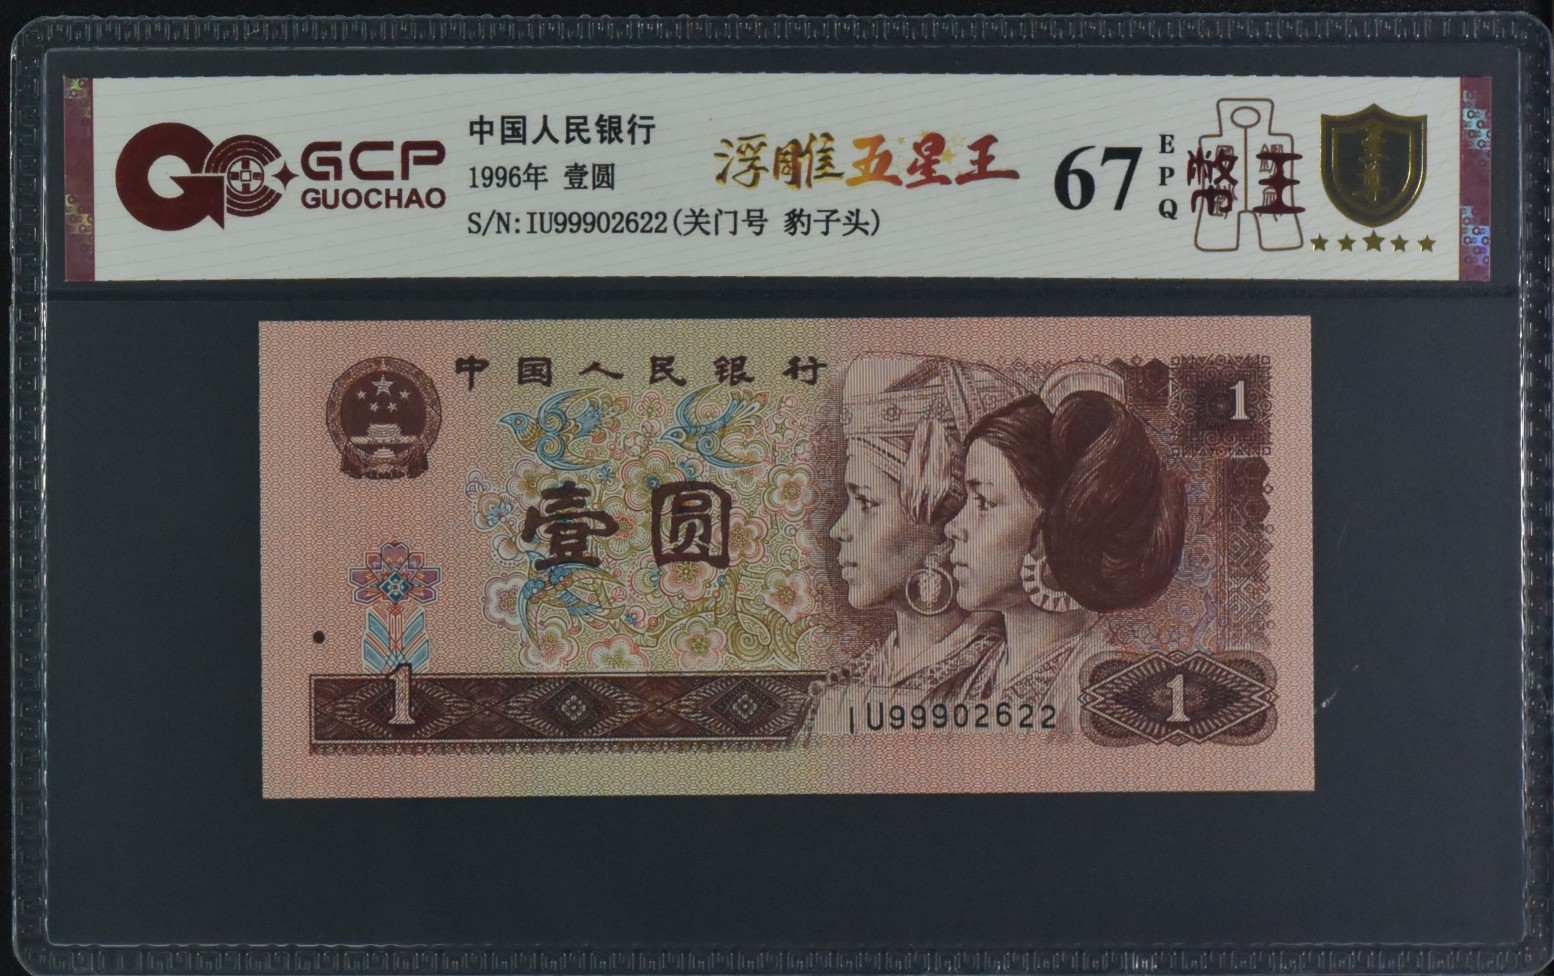 GCP
GUOCHAO
中国人民银行
1996年 壹圆
S/N:IU99902622(关门号 豹子头)
浮雕五星王
67
EPQ
中国人民银行
1
壹圆
1
IU99902622
1